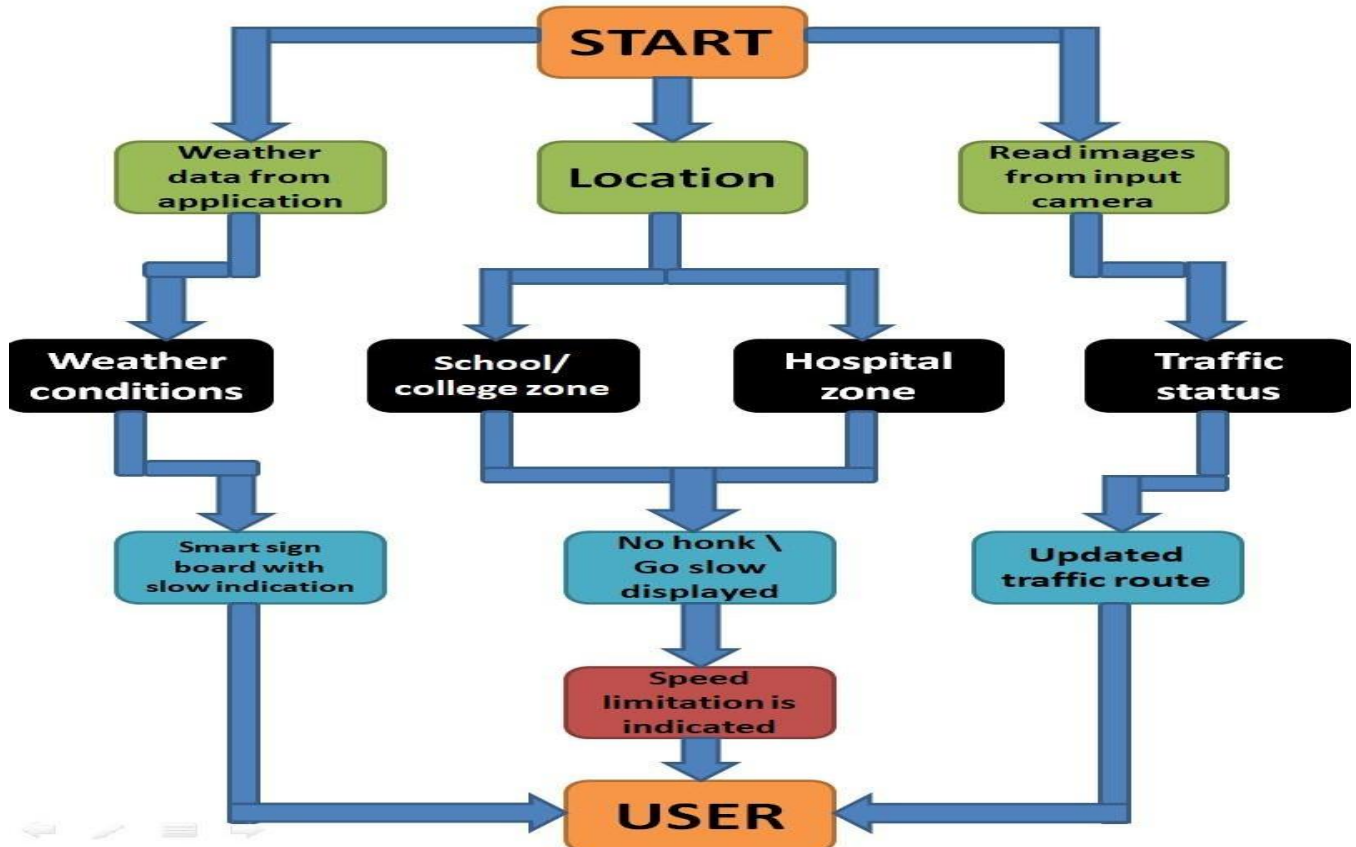 START
Weather
data from
application
Location
Read images
from input
camera
Weather
conditions
School/
college zone
Hospital
zone
Traffic
status
Smart sign
board with
slow indication
No honk \
Go slow
displayed
Updated
traffic route
Speed
limitation is
indicated
USER